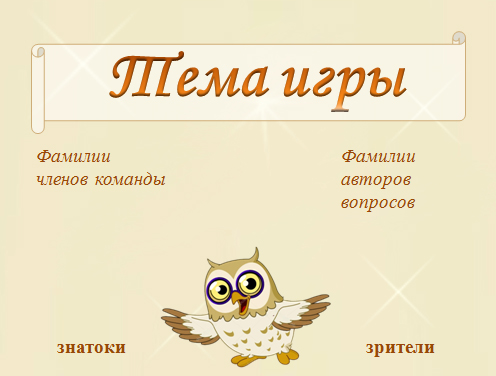 Тема игры
Фамилии
членов команды
Фамилии
авторов
вопросов
знатоки
зрители